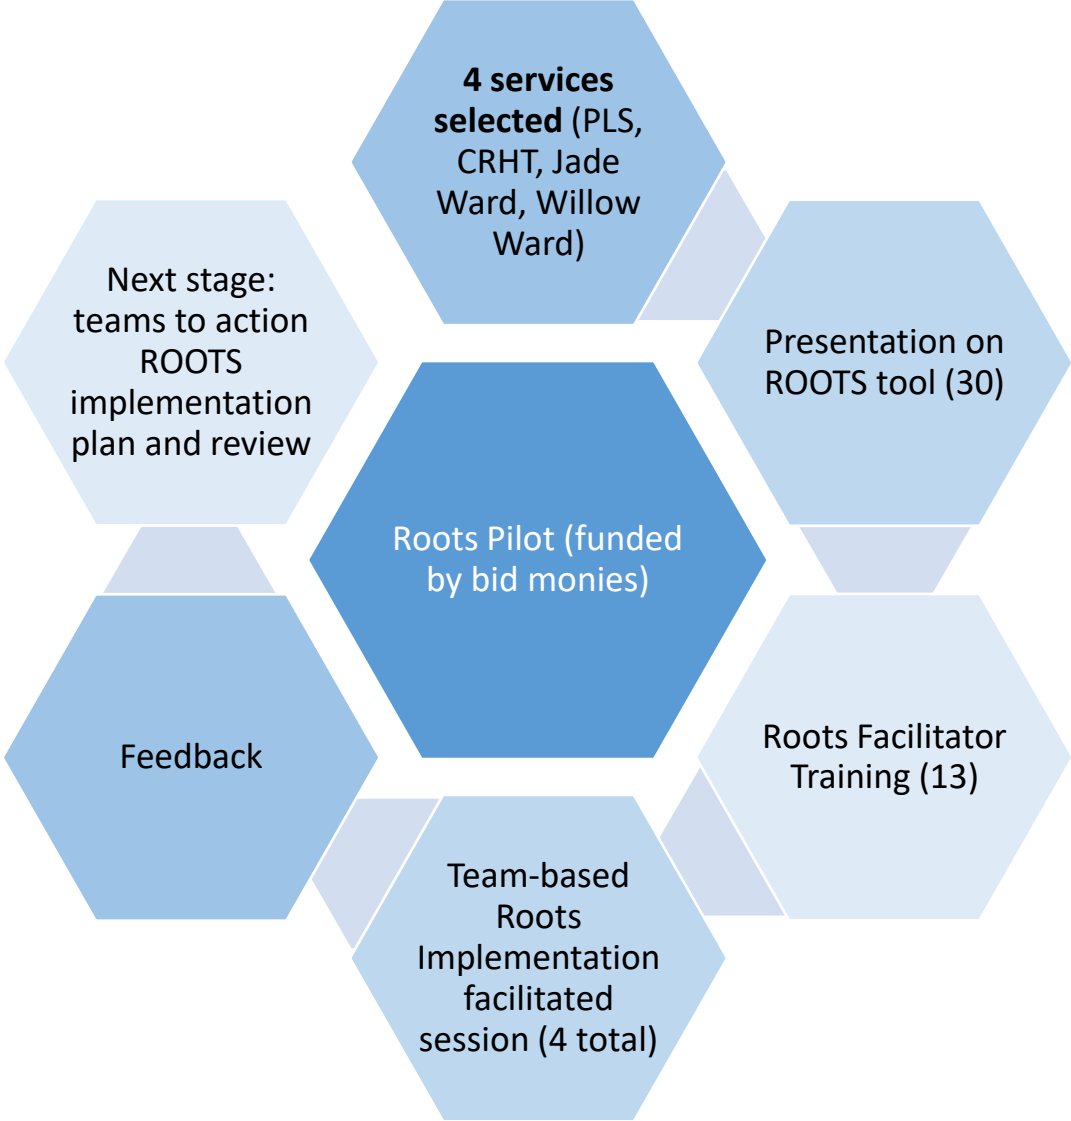 4 services
selected (PLS,
CRHT, Jade
Ward, Willow
Ward)
Presentation on
ROOTS tool (30)
Roots Facilitator
Training (13)
Team-based
Roots
Implementation
facilitated
session (4 total)
Feedback
Next stage:
teams to action
ROOTS
implementation
plan and review
Roots Pilot (funded
by bid monies)